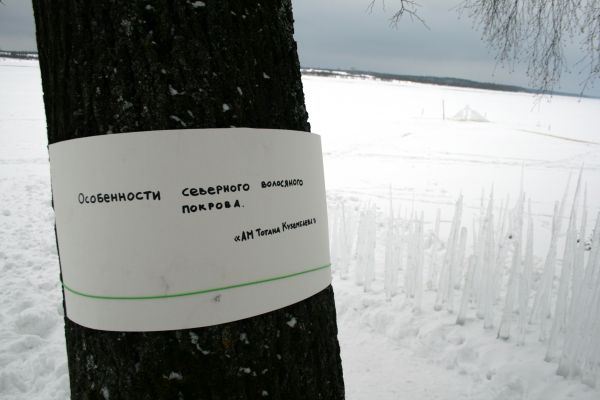 Особенности северного волосяного
покрова.
«АМ Тотана Кузембаева»